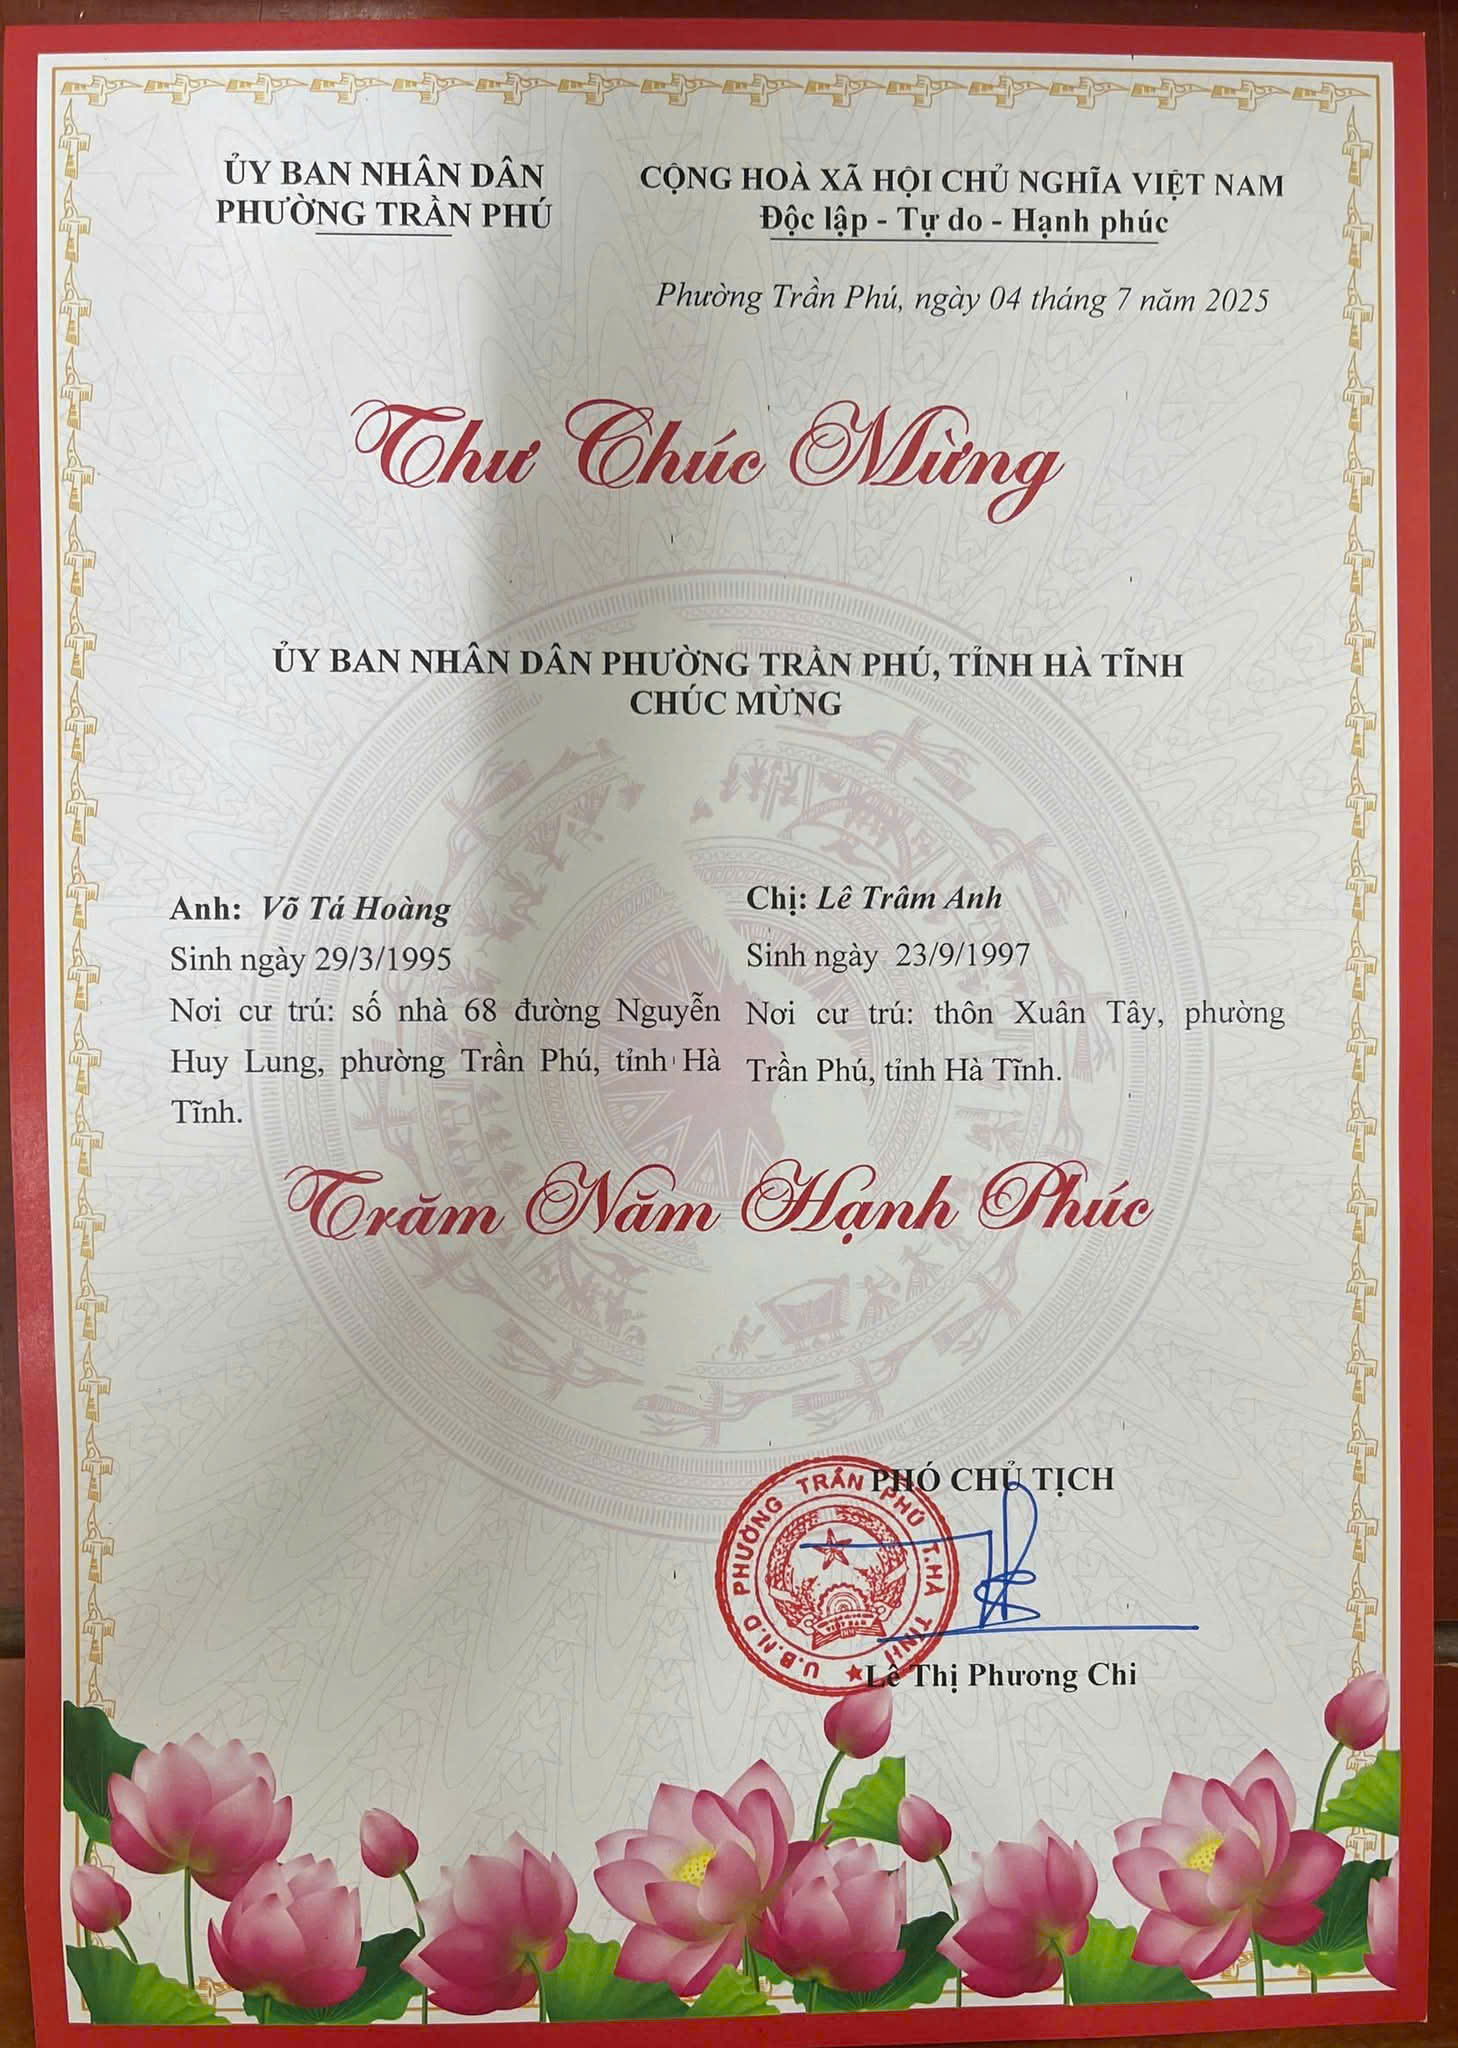 ỦY BAN NHÂN DÂN
PHƯỜNG TRẦN PHÚ
CỘNG HOÀ XÃ HỘI CHỦ NGHĨA VIỆT NAM
Độc lập - Tự do - Hạnh phúc
Phường Trần Phú, ngày 04 tháng 7 năm 2025
Thư Chúc Mừng
ỦY BAN NHÂN DÂN PHƯỜNG TRẦN PHÚ, TỈNH HÀ TĨNH
CHÚC MỪNG
Anh: Võ Tá Hoàng
Sinh ngày 29/3/1995
Nơi cư trú: số nhà 68 đường Nguyễn
Huy Lung, phường Trần Phú, tỉnh Hà
Tĩnh.
Chị: Lê Trâm Anh
Sinh ngày 23/9/1997
Nơi cư trú: thôn Xuân Tây, phường
Trần Phú, tỉnh Hà Tĩnh.
Trăm Năm Hạnh Phúc
PHÓ CHỦ TỊCH
U.B.N.D PHƯỜNG TRẦN PHÚ T.HÀ TĨNH
VIỆT NAM
Lê Thị Phương Chi